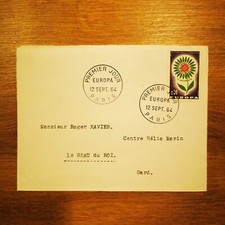 PREMIER JOUR
EUROPA
12 SEPT. 64
PARIS
PREMIER JOUR
EUROPA
12 SEPT. 64
PARIS
EUROPA
Monsieur Roger XAVIER.
Centre Hélio Marin
le GRAU du ROI.
Gard.